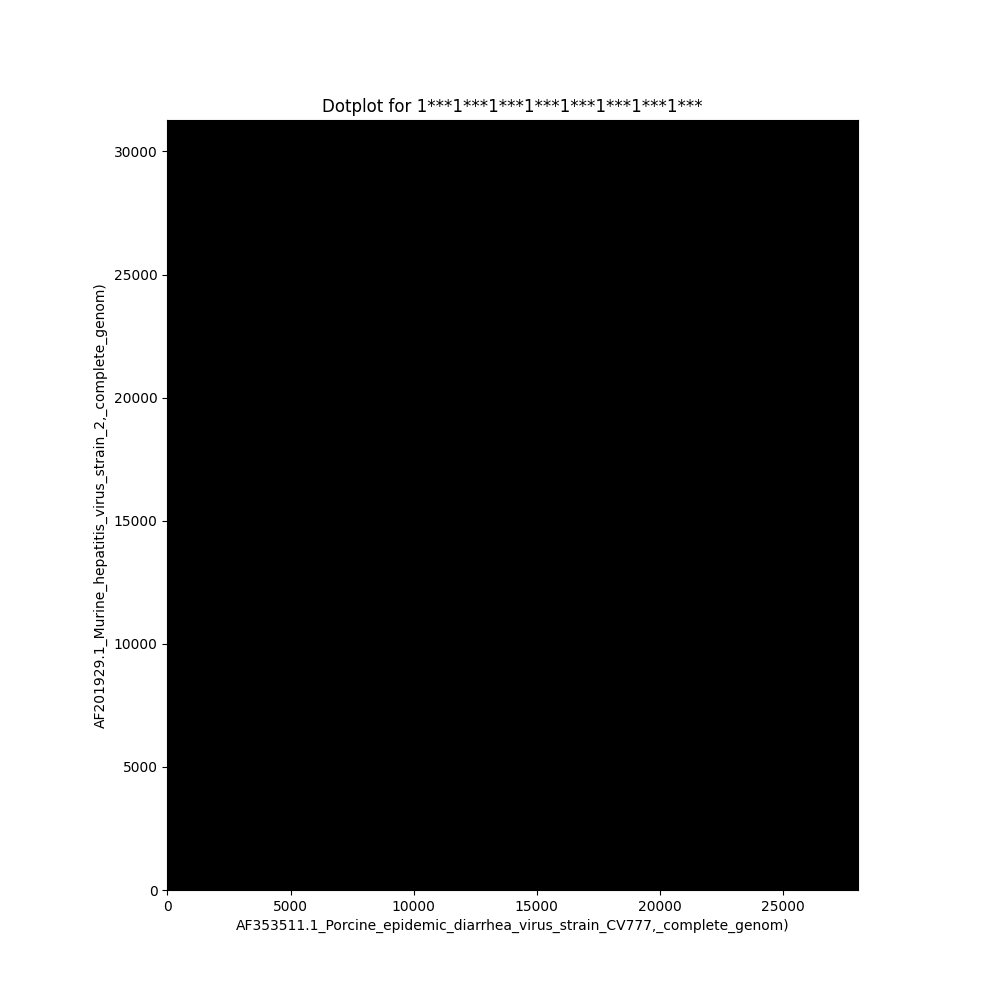 Dotplot for 1***1***1***1***1***1***1***1***
30000
25000
20000
15000
10000
5000
0
AF201929.1_Murine_hepatitis_virus_strain_2,_complete_genom)
0 5000 10000 15000 20000 25000
AF353511.1_Porcine_epidemic_diarrhea_virus_strain_CV777,_complete_genom)